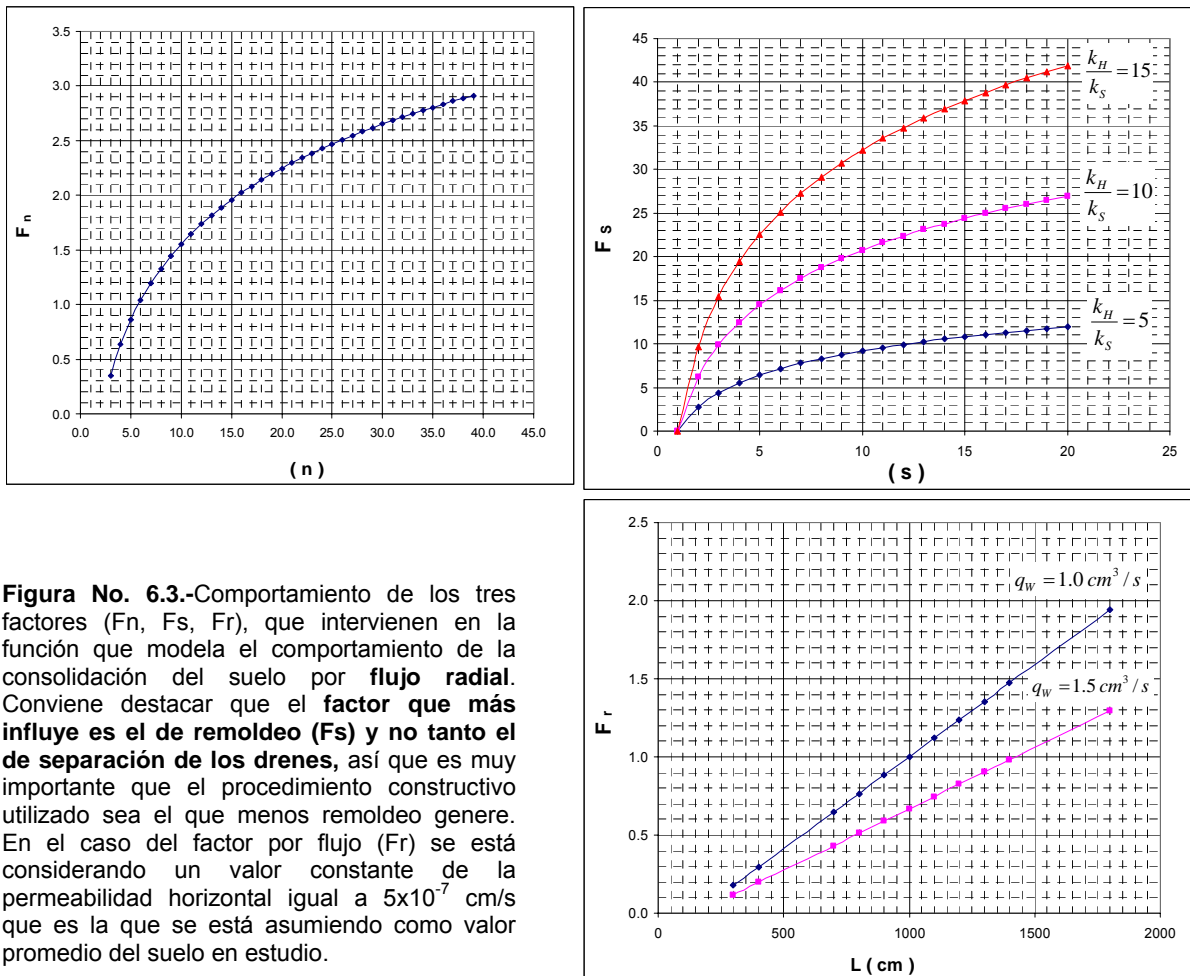 3.5
3.0
2.5
2.0
1.5
1.0
0.5
0.0
F n
0.0 5.0 10.0 15.0 20.0 25.0 30.0 35.0 40.0 45.0
( n )
45
40
35
30
25
20
15
10
5
0
F s
k_H/k_S = 15
k_H/k_S = 10
k_H/k_S = 5
0 5 10 15 20 25
( s )
Figura No. 6.3.-Comportamiento de los tres
factores (Fn, Fs, Fr), que intervienen en la
función que modela el comportamiento de la
consolidación del suelo por flujo radial.
Conviene destacar que el factor que más
influye es el de remoldeo (Fs) y no tanto el
de separación de los drenes, así que es muy
importante que el procedimiento constructivo
utilizado sea el que menos remoldeo genere.
En el caso del factor por flujo (Fr) se está
considerando un valor constante de la
permeabilidad horizontal igual a 5x10⁻⁷ cm/s
que es la que se está asumiendo como valor
promedio del suelo en estudio.
2.5
2.0
1.5
1.0
0.5
0.0
F r
q_W = 1.0 cm³ / s
q_W = 1.5 cm³ / s
0 500 1000 1500 2000
L ( cm )